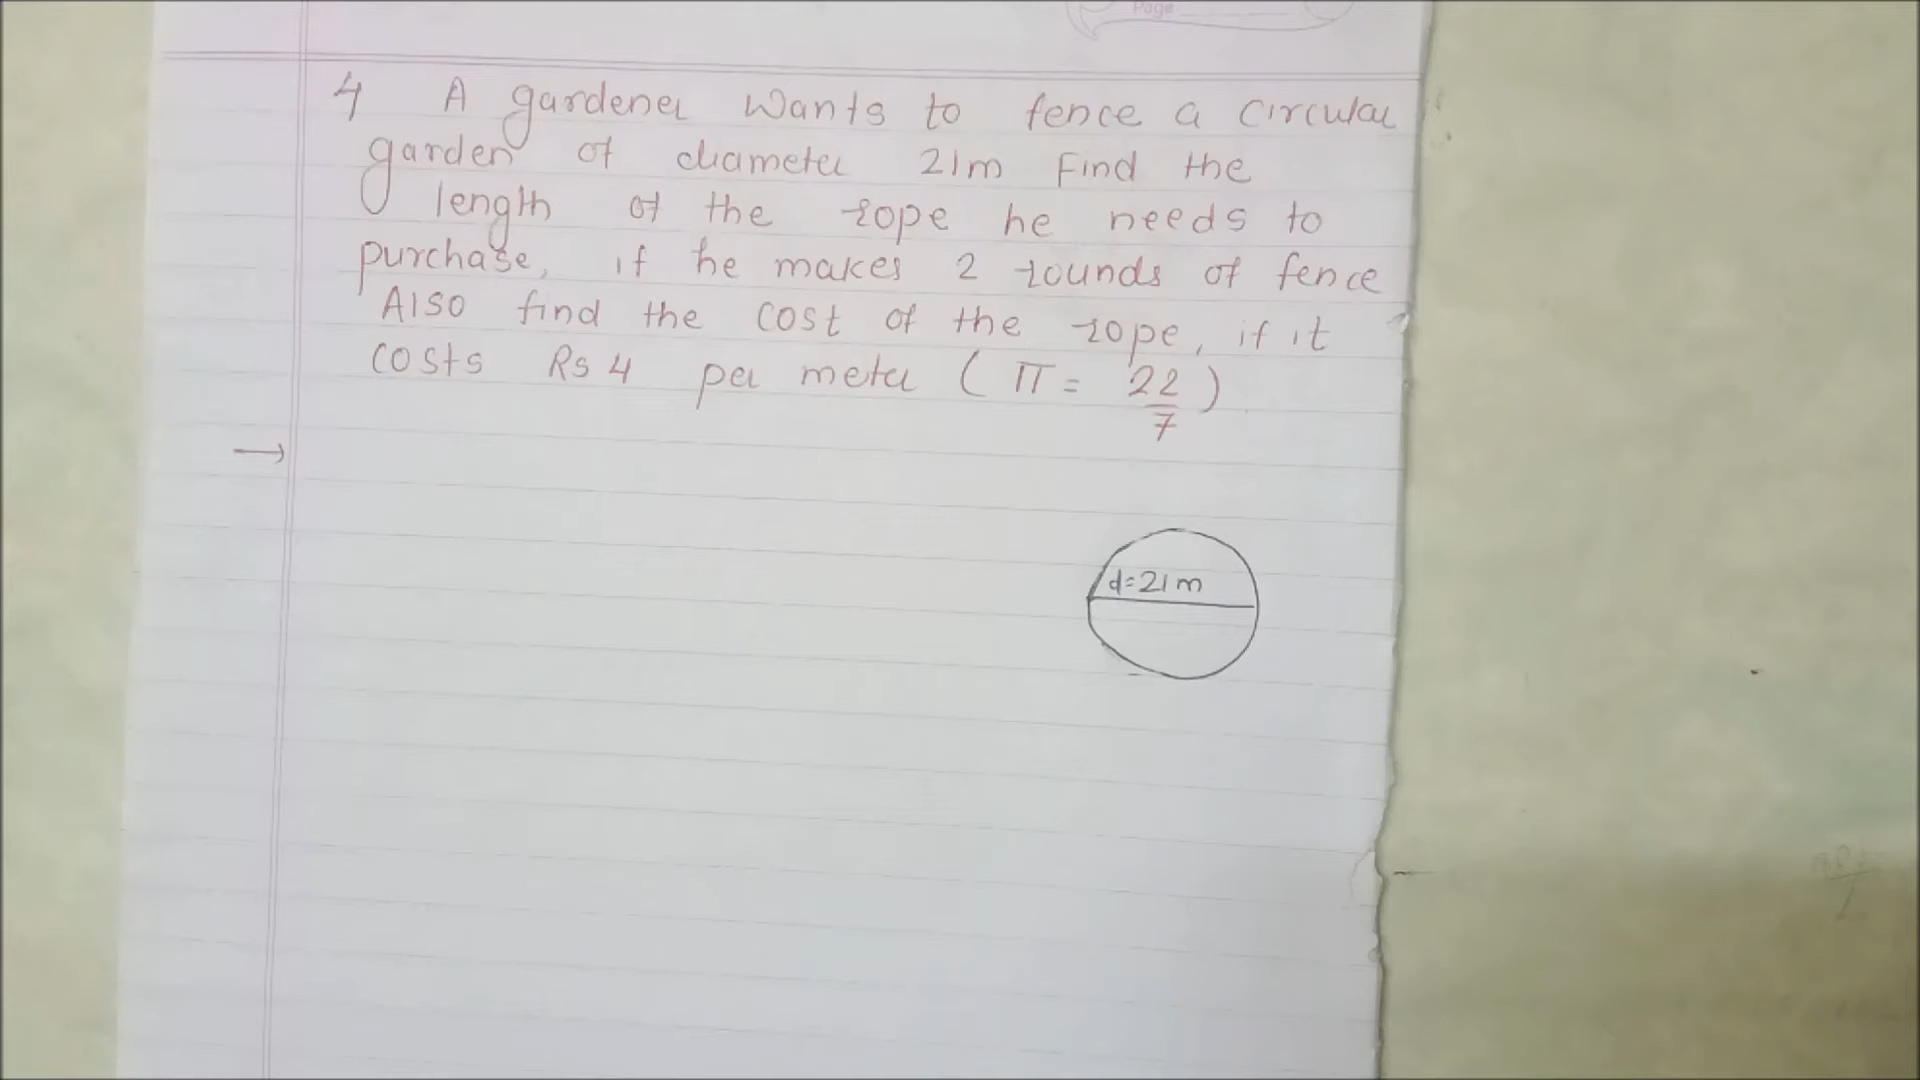 Page
4 A gardener wants to fence a circular
garden of diameter 21m Find the
length of the rope he needs to
purchase, if he makes 2 rounds of fence
Also find the cost of the rope, if it
costs Rs 4 per meter ( π = 22/7 )
→
d=21m